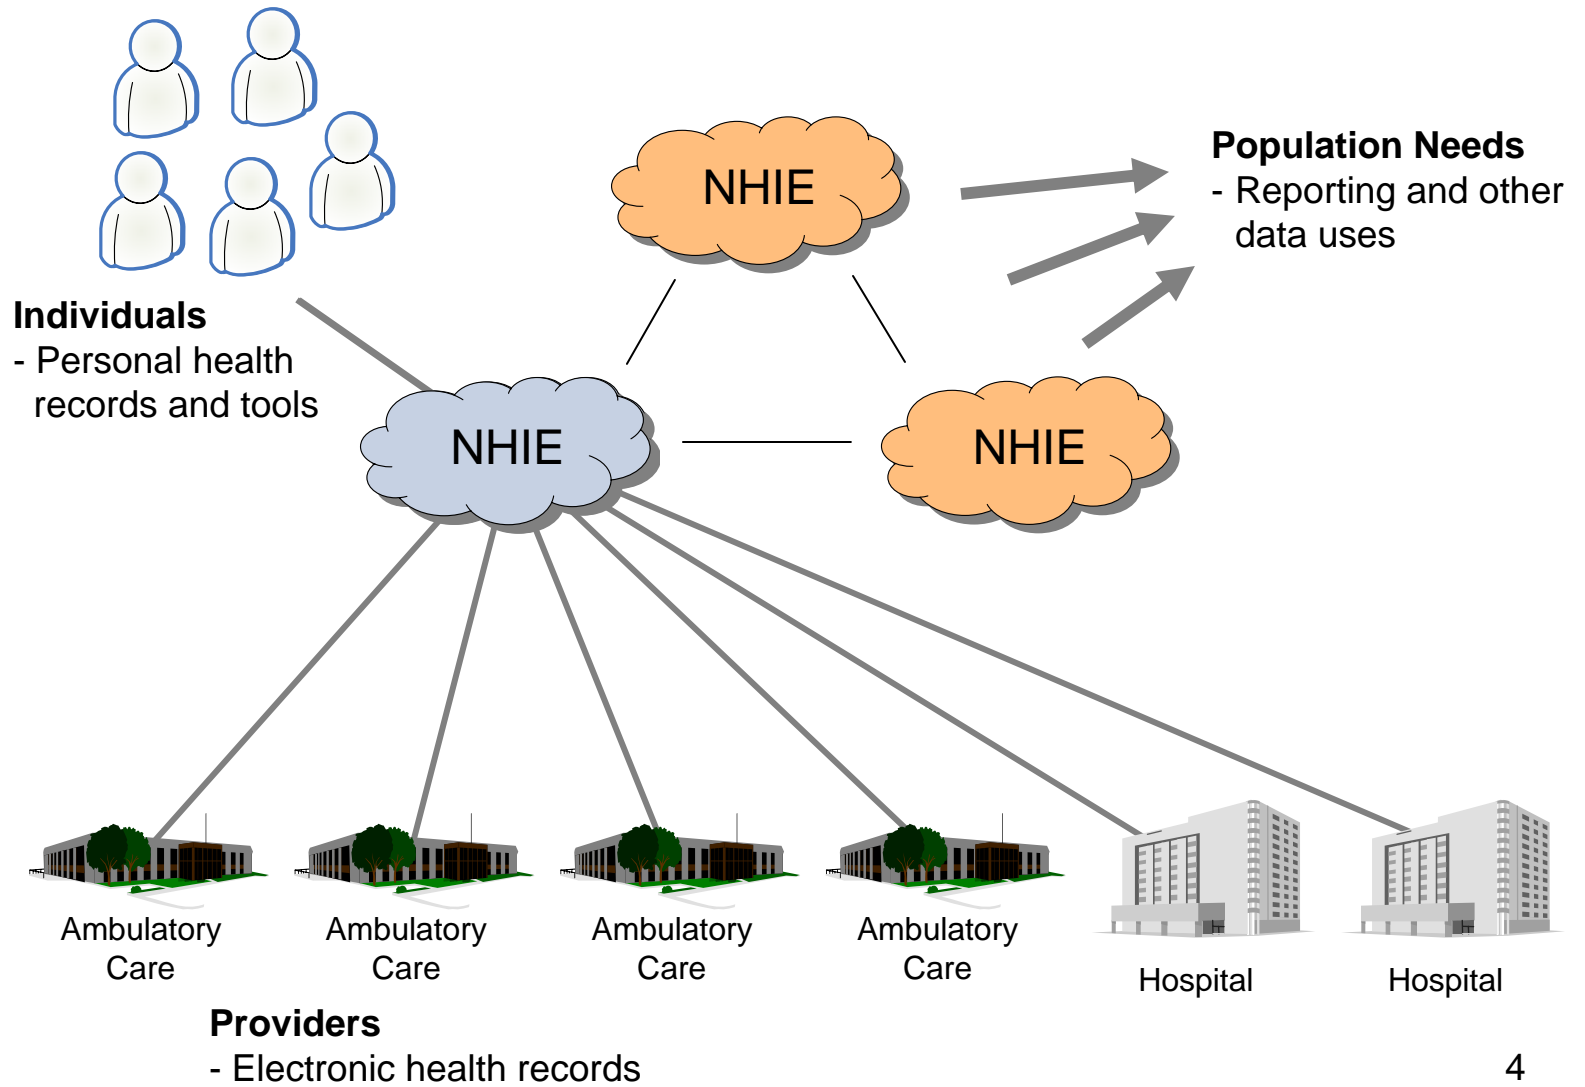 NHIE
Population Needs
- Reporting and other
data uses
Individuals
- Personal health
records and tools
NHIE
NHIE
Ambulatory
Care
Ambulatory
Care
Ambulatory
Care
Ambulatory
Care
Hospital
Hospital
Providers
- Electronic health records
4